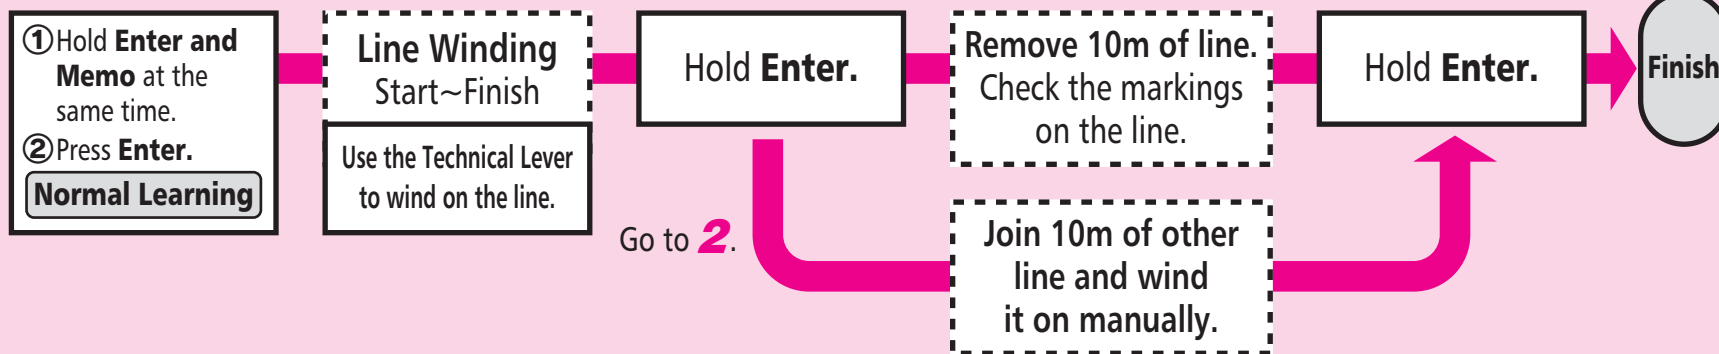 ①Hold Enter and
Memo at the
same time.
②Press Enter.
Normal Learning
Line Winding
Start~Finish
Use the Technical Lever
to wind on the line.
Hold Enter.
Go to 2.
Remove 10m of line.
Check the markings
on the line.
Join 10m of other
line and wind
it on manually.
Hold Enter.
Finish